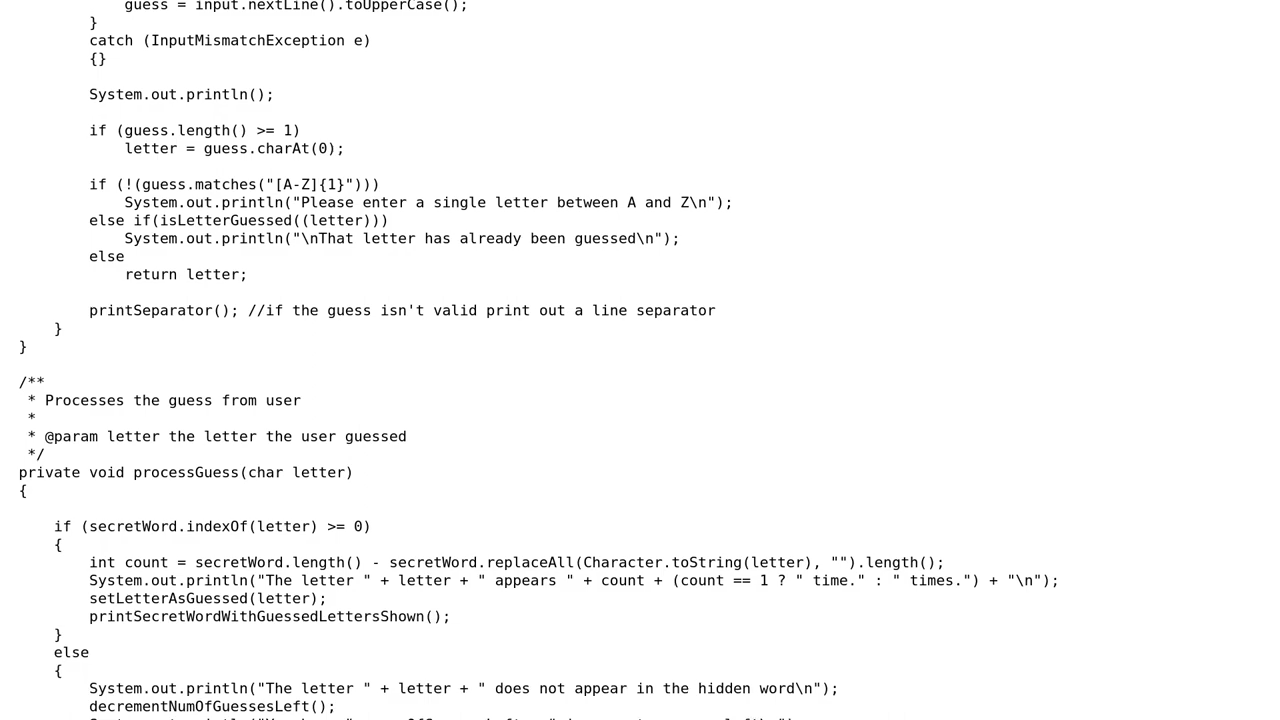 guess = input.nextLine().toUpperCase();
}
catch (InputMismatchException e)
{}
System.out.println();
if (guess.length() >= 1)
letter = guess.charAt(0);
if (!(guess.matches("[A-Z]{1}")))
System.out.println("Please enter a single letter between A and Z\n");
else if(isLetterGuessed((letter)))
System.out.println("\nThat letter has already been guessed\n");
else
return letter;
printSeparator(); //if the guess isn't valid print out a line separator
}
}
/**
* Processes the guess from user
*
* @param letter the letter the user guessed
*/
private void processGuess(char letter)
{
if (secretWord.indexOf(letter) >= 0)
{
int count = secretWord.length() - secretWord.replaceAll(Character.toString(letter), "").length();
System.out.println("The letter " + letter + " appears " + count + (count == 1 ? " time." : " times.") + "\n");
setLetterAsGuessed(letter);
printSecretWordWithGuessedLettersShown();
}
else
{
System.out.println("The letter " + letter + " does not appear in the hidden word\n");
decrementNumOfGuessesLeft();